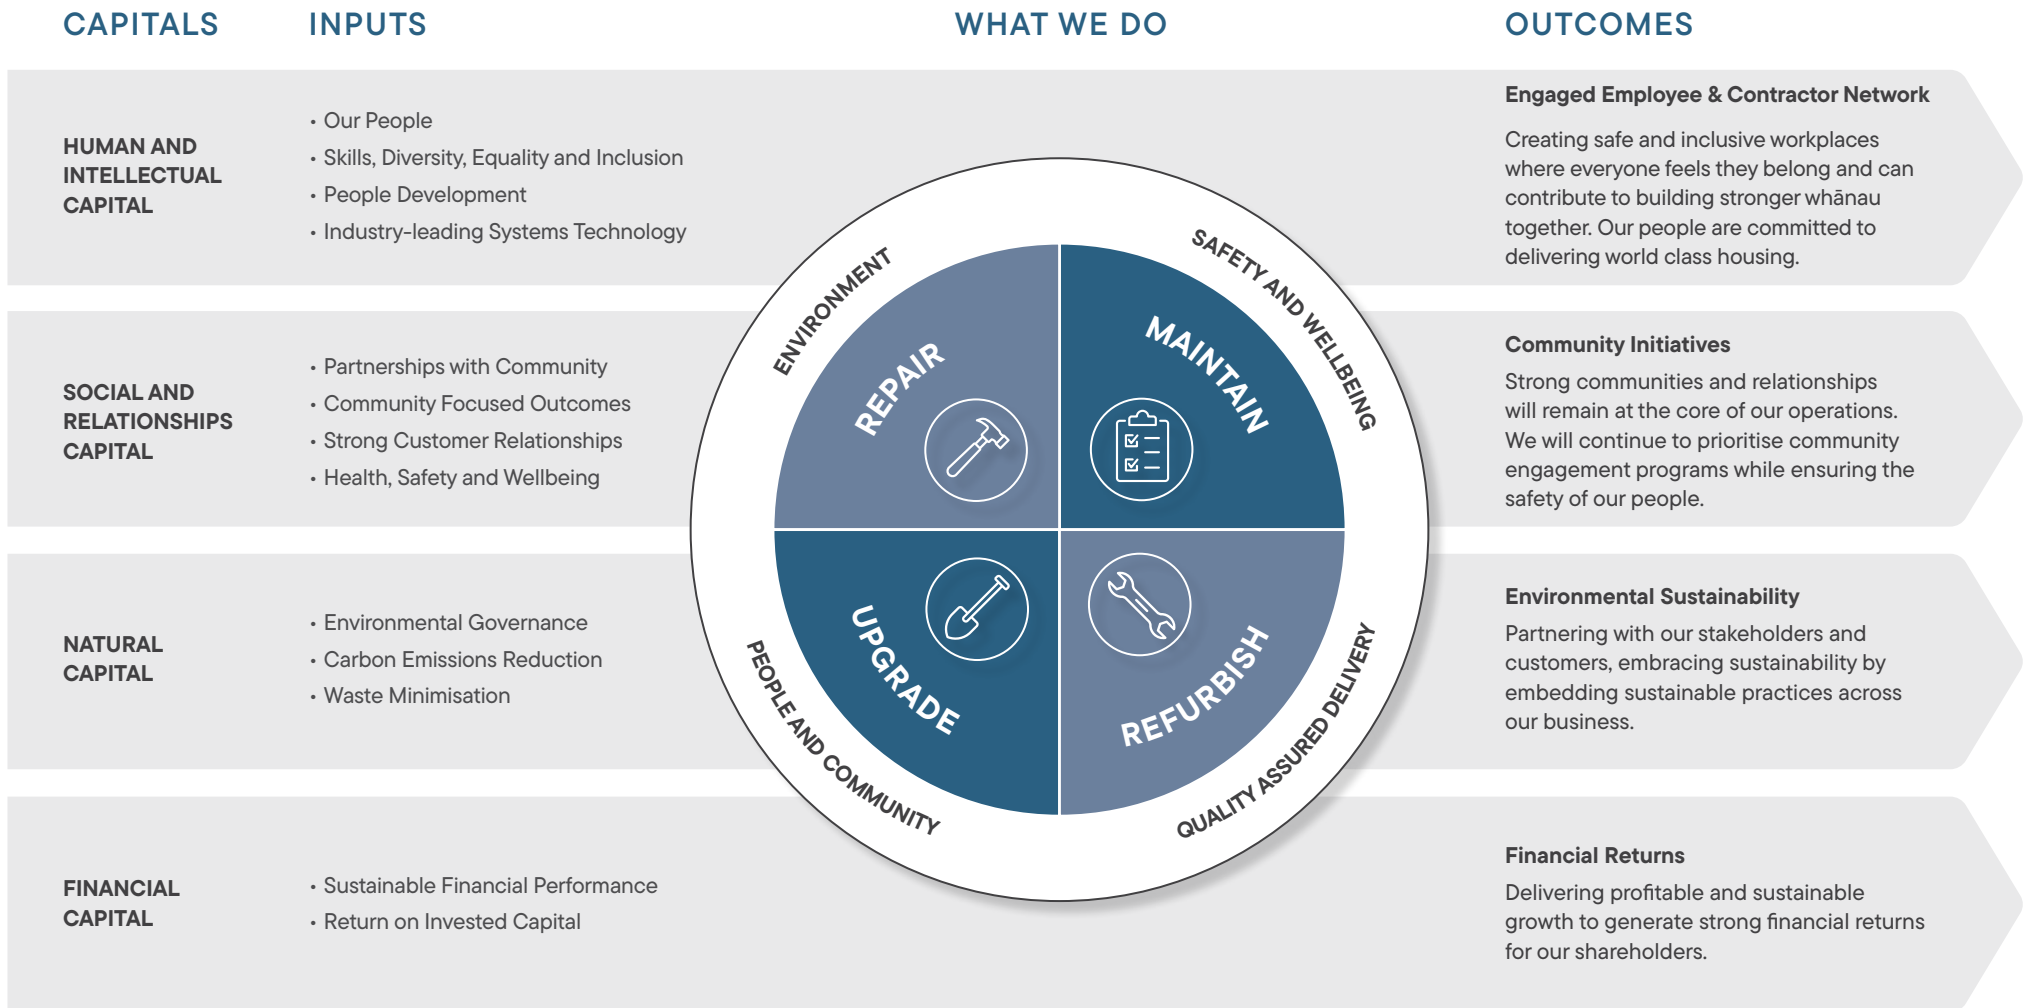 CAPITALS
INPUTS
WHAT WE DO
OUTCOMES
HUMAN AND
INTELLECTUAL
CAPITAL
• Our People
• Skills, Diversity, Equality and Inclusion
• People Development
• Industry-leading Systems Technology
Engaged Employee & Contractor Network
Creating safe and inclusive workplaces
where everyone feels they belong and can
contribute to building stronger whānau
together. Our people are committed to
delivering world class housing.
SOCIAL AND
RELATIONSHIPS
CAPITAL
• Partnerships with Community
• Community Focused Outcomes
• Strong Customer Relationships
• Health, Safety and Wellbeing
Community Initiatives
Strong communities and relationships
will remain at the core of our operations.
We will continue to prioritise community
engagement programs while ensuring the
safety of our people.
NATURAL
CAPITAL
• Environmental Governance
• Carbon Emissions Reduction
• Waste Minimisation
Environmental Sustainability
Partnering with our stakeholders and
customers, embracing sustainability by
embedding sustainable practices across
our business.
FINANCIAL
CAPITAL
• Sustainable Financial Performance
• Return on Invested Capital
Financial Returns
Delivering profitable and sustainable
growth to generate strong financial returns
for our shareholders.
ENVIRONMENT
SAFETY AND WELLBEING
REPAIR
MAINTAIN
UPGRADE
REFURBISH
PEOPLE AND COMMUNITY
QUALITY ASSURED DELIVERY